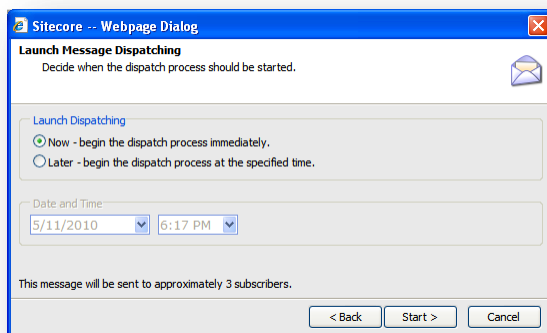 Sitecore -- Webpage Dialog
Launch Message Dispatching
Decide when the dispatch process should be started.
Launch Dispatching
Now - begin the dispatch process immediately.
Later - begin the dispatch process at the specified time.
Date and Time
5/11/2010 6:17 PM
This message will be sent to approximately 3 subscribers.
< Back Start > Cancel